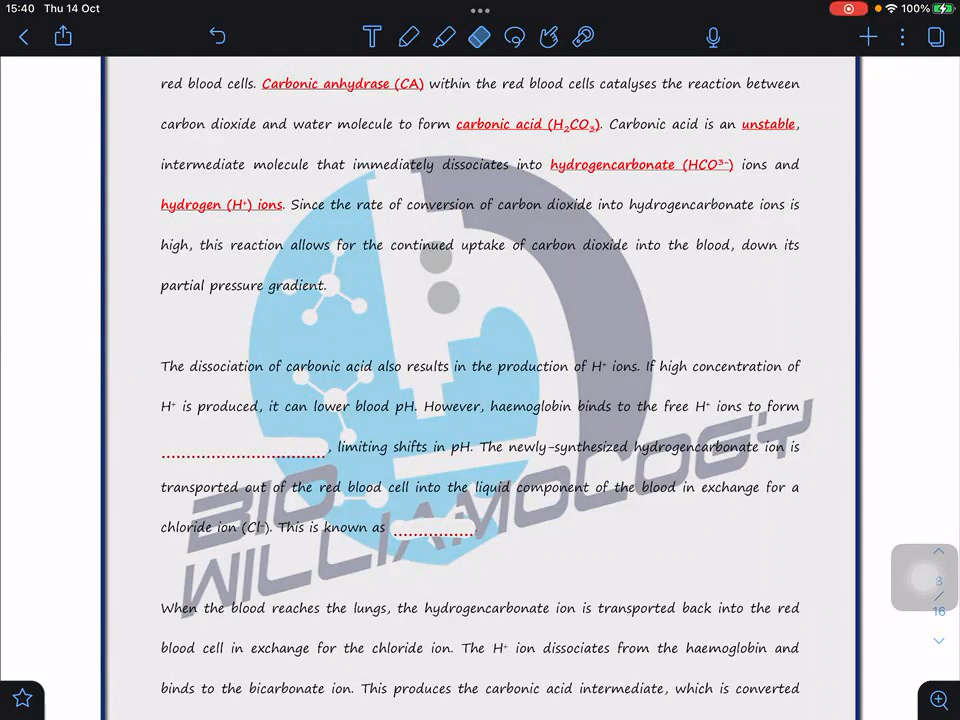 15:40 Thu 14 Oct
100%
red blood cells. Carbonic anhydrase (CA) within the red blood cells catalyses the reaction between
carbon dioxide and water molecule to form carbonic acid (H₂CO₃). Carbonic acid is an unstable,
intermediate molecule that immediately dissociates into hydrogencarbonate (HCO³⁻) ions and
hydrogen (H⁺) ions. Since the rate of conversion of carbon dioxide into hydrogencarbonate ions is
high, this reaction allows for the continued uptake of carbon dioxide into the blood, down its
partial pressure gradient.
The dissociation of carbonic acid also results in the production of H⁺ ions. If high concentration of
H⁺ is produced, it can lower blood pH. However, haemoglobin binds to the free H⁺ ions to form
................................, limiting shifts in pH. The newly-synthesized hydrogencarbonate ion is
transported out of the red blood cell into the liquid component of the blood in exchange for a
chloride ion (Cl⁻). This is known as ................
When the blood reaches the lungs, the hydrogencarbonate ion is transported back into the red
blood cell in exchange for the chloride ion. The H⁺ ion dissociates from the haemoglobin and
binds to the bicarbonate ion. This produces the carbonic acid intermediate, which is converted
BIO
WILLIAMOLOGY
8
/
16